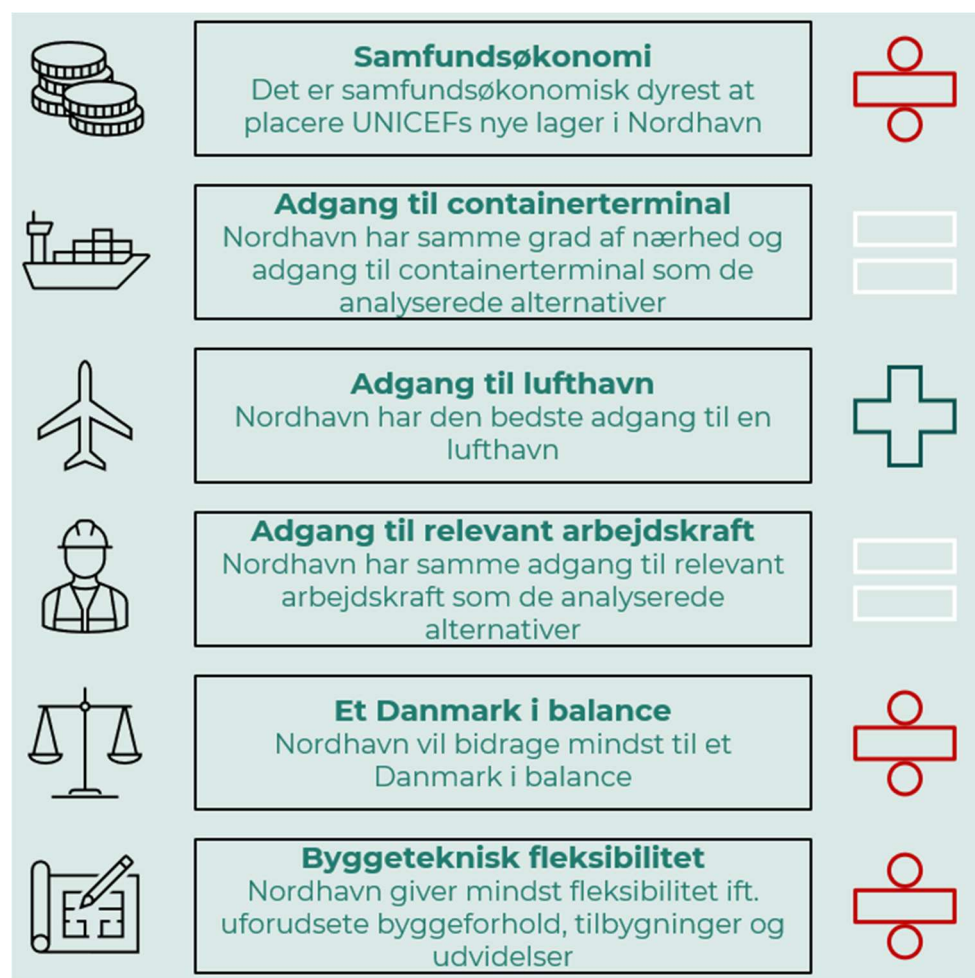 Samfundsøkonomi
Det er samfundsøkonomisk dyrest at
placere UNICEFs nye lager i Nordhavn
Adgang til containerterminal
Nordhavn har samme grad af nærhed og
adgang til containerterminal som de
analyserede alternativer
Adgang til lufthavn
Nordhavn har den bedste adgang til en
lufthavn
Adgang til relevant arbejdskraft
Nordhavn har samme adgang til relevant
arbejdskraft som de analyserede
alternativer
Et Danmark i balance
Nordhavn vil bidrage mindst til et
Danmark i balance
Byggeteknisk fleksibilitet
Nordhavn giver mindst fleksibilitet ift.
uforudsete byggeforhold, tilbygninger og
udvidelser